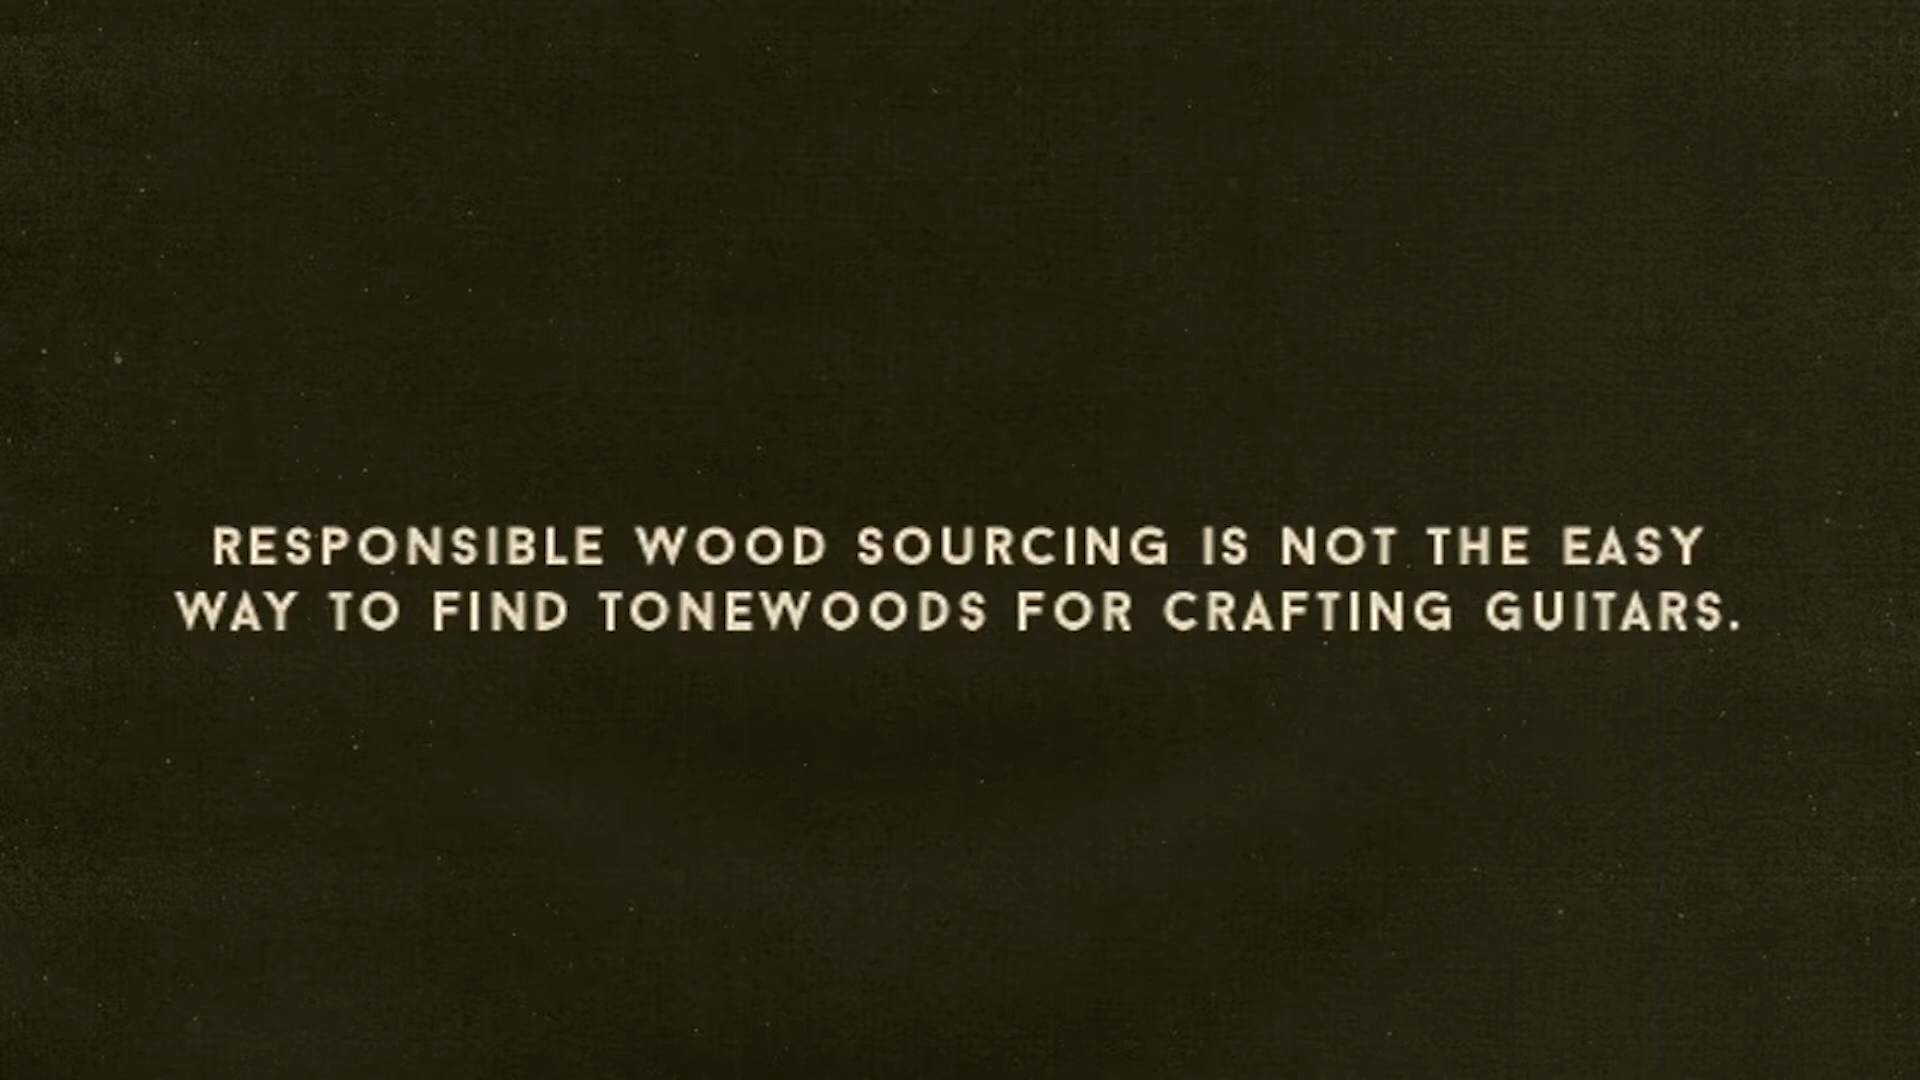 RESPONSIBLE WOOD SOURCING IS NOT THE EASY
WAY TO FIND TONEWOODS FOR CRAFTING GUITARS.